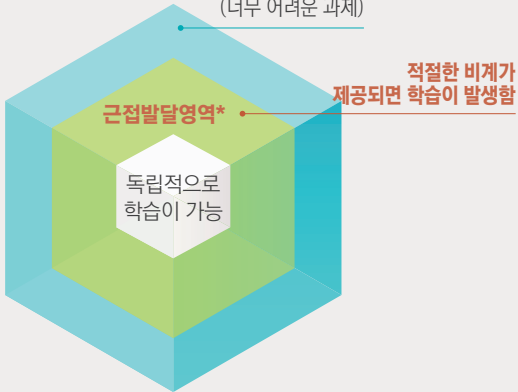 (너무 어려운 과제)
적절한 비계가
제공되면 학습이 발생함
근접발달영역*
독립적으로
학습이 가능